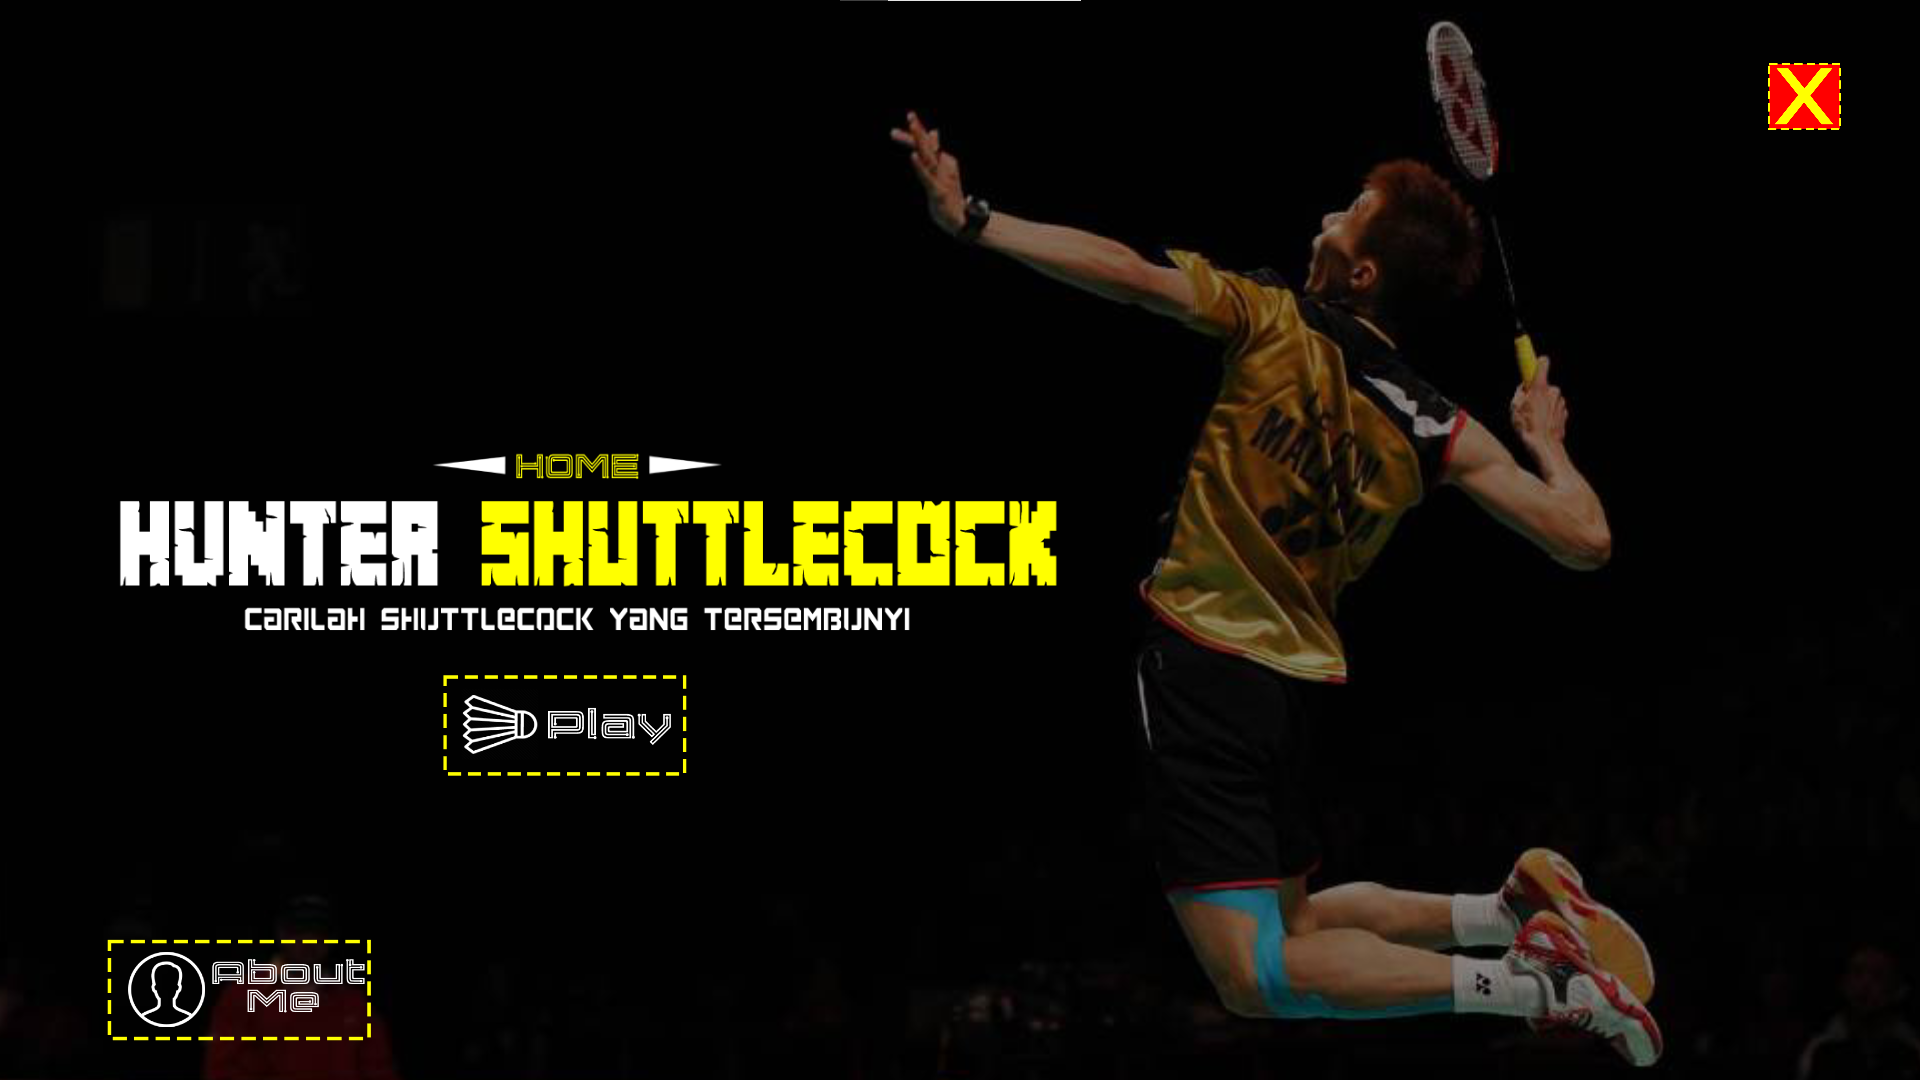 X
HOME
HUNTER SHUTTLECOCK
CARILAH SHUTTLECOCK YANG TERSEMBUNYI
Play
About
Me